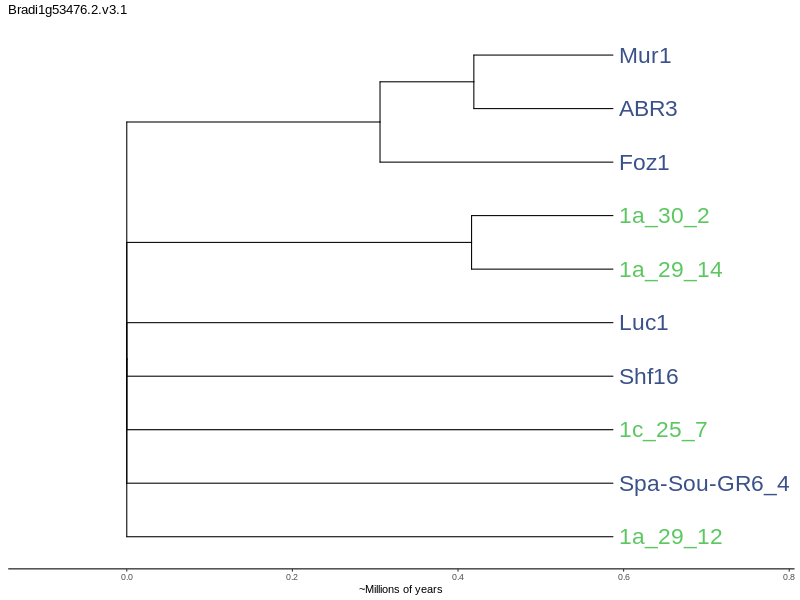 Bradi1g53476.2.v3.1
Mur1
ABR3
Foz1
1a_30_2
1a_29_14
Luc1
Shf16
1c_25_7
Spa-Sou-GR6_4
1a_29_12
0.0 0.2 0.4 0.6 0.8
~Millions of years